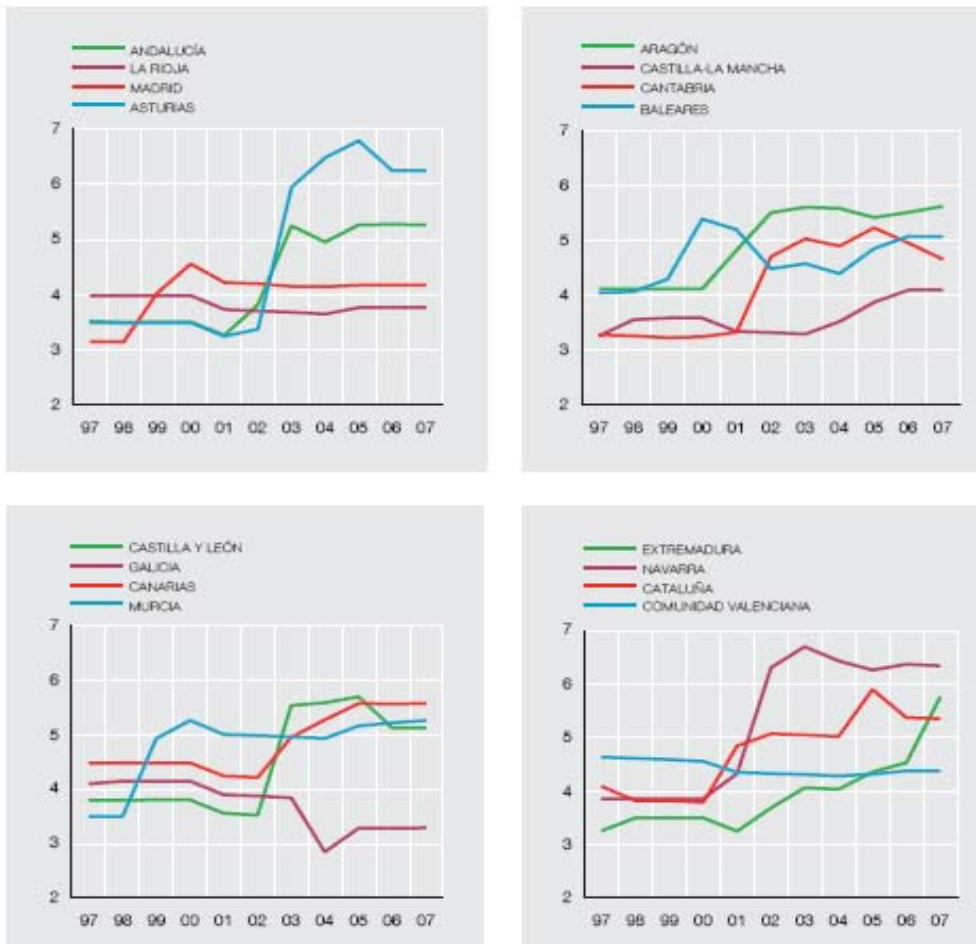 ANDALUCÍA
LA RIOJA
MADRID
ASTURIAS
7
6
5
4
3
2
97 98 99 00 01 02 03 04 05 06 07
ARAGÓN
CASTILLA-LA MANCHA
CANTABRIA
BALEARES
7
6
5
4
3
2
97 98 99 00 01 02 03 04 05 06 07
CASTILLA Y LEÓN
GALICIA
CANARIAS
MURCIA
7
6
5
4
3
2
97 98 99 00 01 02 03 04 05 06 07
EXTREMADURA
NAVARRA
CATALUÑA
COMUNIDAD VALENCIANA
7
6
5
4
3
2
97 98 99 00 01 02 03 04 05 06 07